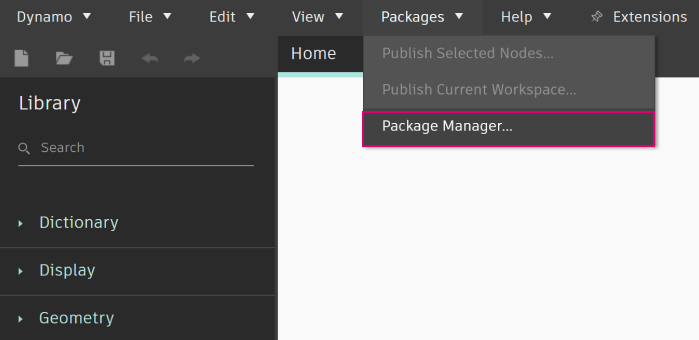 Dynamo File Edit View Packages Help Extensions
Home
Publish Selected Nodes...
Publish Current Workspace...
Package Manager...
Library
Search
Dictionary
Display
Geometry